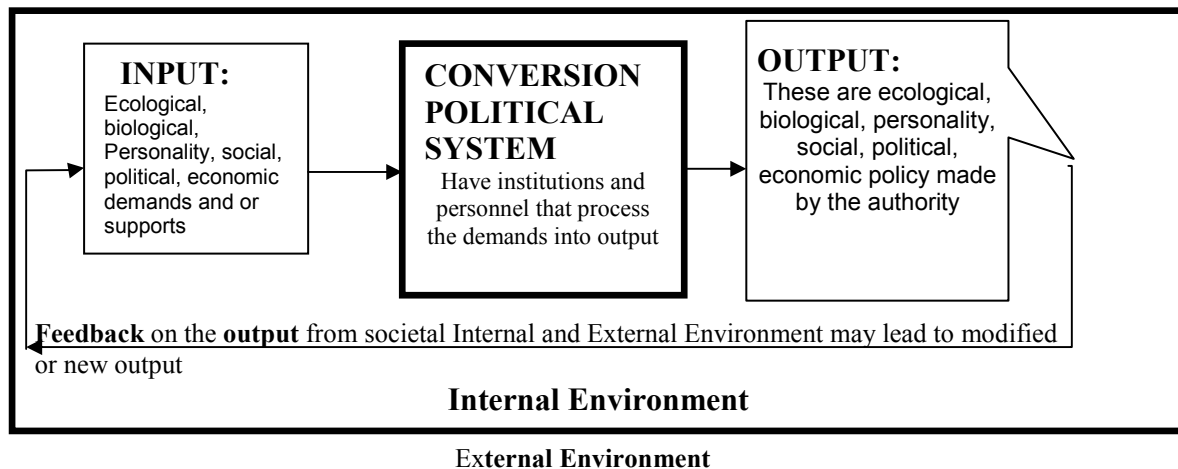 INPUT:
Ecological,
biological,
Personality, social,
political, economic
demands and or
supports
CONVERSION
POLITICAL
SYSTEM
Have institutions and
personnel that process
the demands into output
OUTPUT:
These are ecological,
biological, personality,
social, political,
economic policy made
by the authority
Feedback on the output from societal Internal and External Environment may lead to modified
or new output
Internal Environment
External Environment